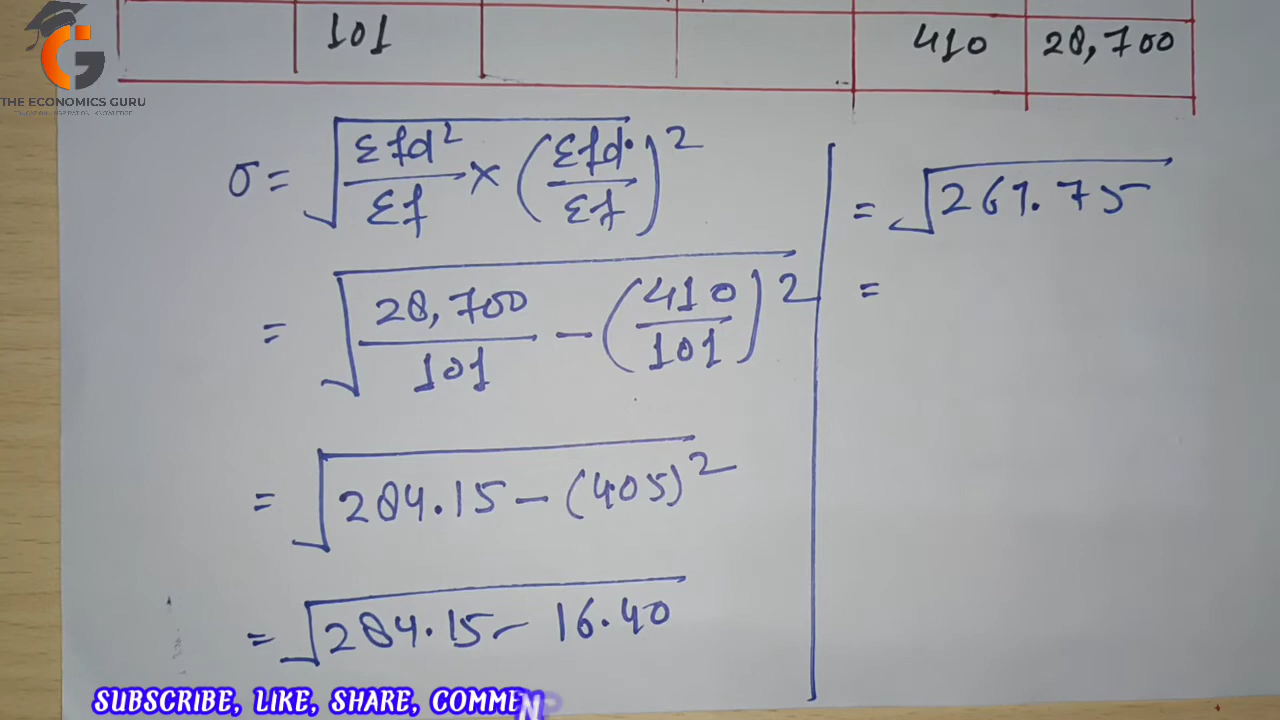 101 410 28,700
THE ECONOMICS GURU
σ = √(Σfd²/Σf × (Σfd/Σf)²)
= √(28,700/101 − (410/101)²)
= √(284.15 − (405)²)
= √(284.15 − 16.40)
= √267.75
=
SUBSCRIBE, LIKE, SHARE, COMMEN